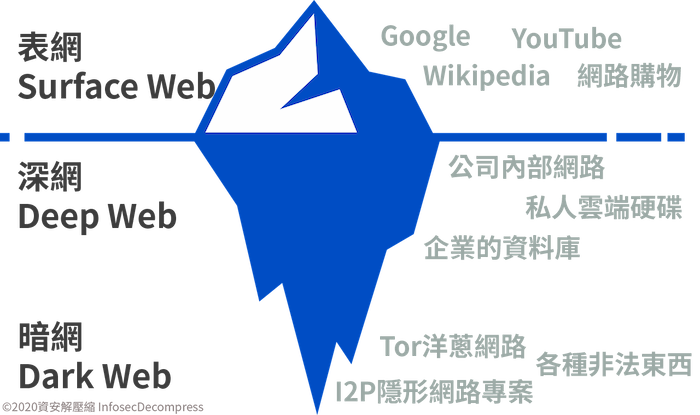 表網
Surface Web
Google
YouTube
Wikipedia
網路購物
深網
Deep Web
公司內部網路
私人雲端硬碟
企業的資料庫
暗網
Dark Web
Tor洋蔥網路
各種非法東西
I2P隱形網路專案
©2020資安解壓縮 InfosecDecompress